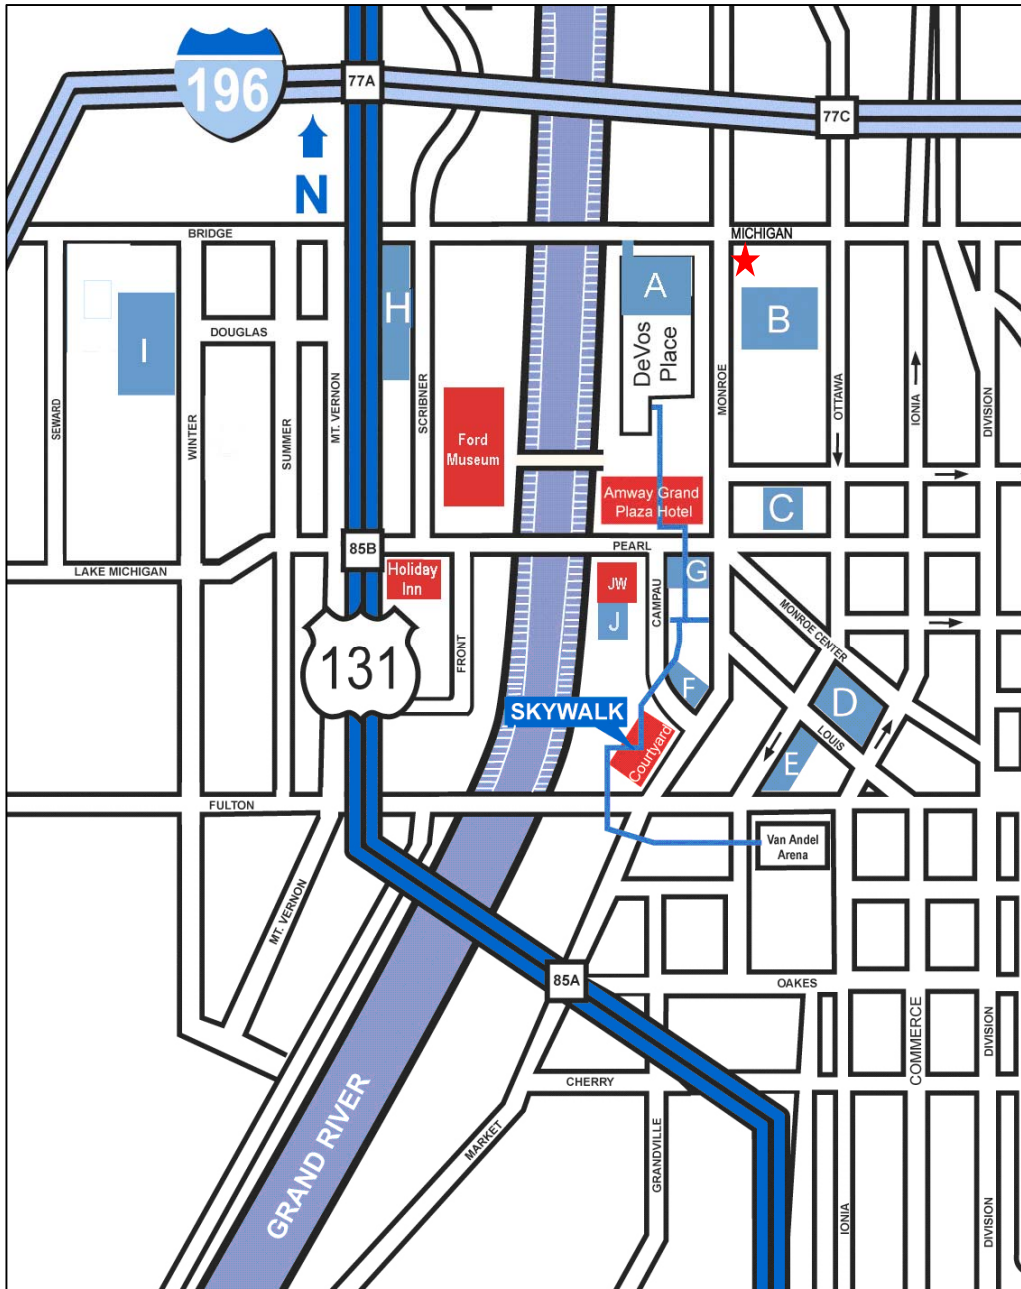 196
77A
77C
N
BRIDGE
MICHIGAN
A
H
B
I
DOUGLAS
DeVos
Place
SEWARD
WINTER
SUMMER
MT. VERNON
SCRIBNER
MONROE
OTTAWA
IONIA
DIVISION
Ford
Museum
Amway Grand
Plaza Hotel
C
85B
PEARL
LAKE MICHIGAN
Holiday
Inn
JW
G
J
CAMPAU
MONROE CENTER
131
FRONT
F
D
SKYWALK
LOUIS
Courtyard
E
FULTON
Van Andel
Arena
MT. VERNON
85A
OAKES
COMMERCE
DIVISION
CHERRY
GRAND RIVER
MARKET
GRANDVILLE
IONIA
DIVISION